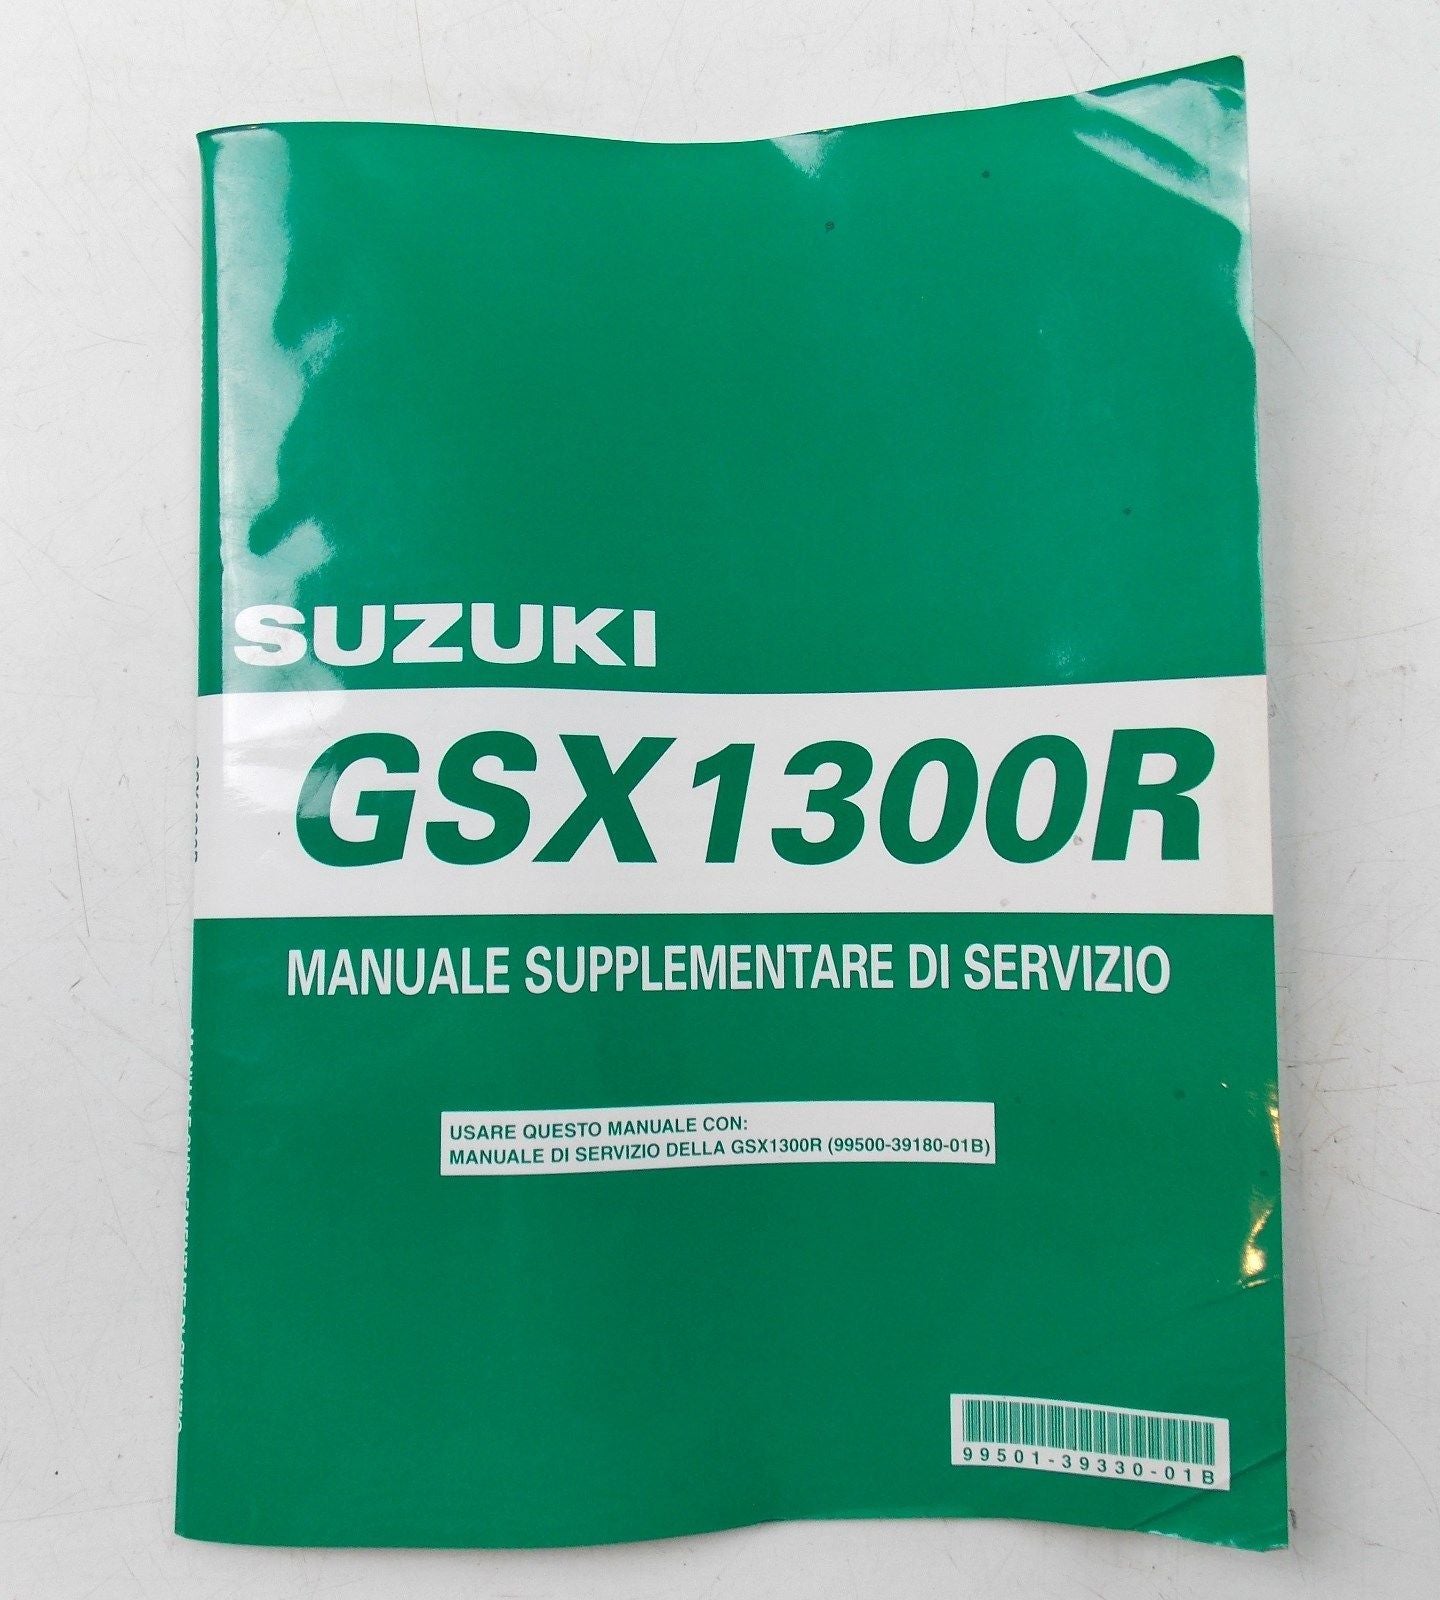 SUZUKI
GSX1300R
MANUALE SUPPLEMENTARE DI SERVIZIO
USARE QUESTO MANUALE CON:
MANUALE DI SERVIZIO DELLA GSX1300R (99500-39180-01B)
99501-39330-01B